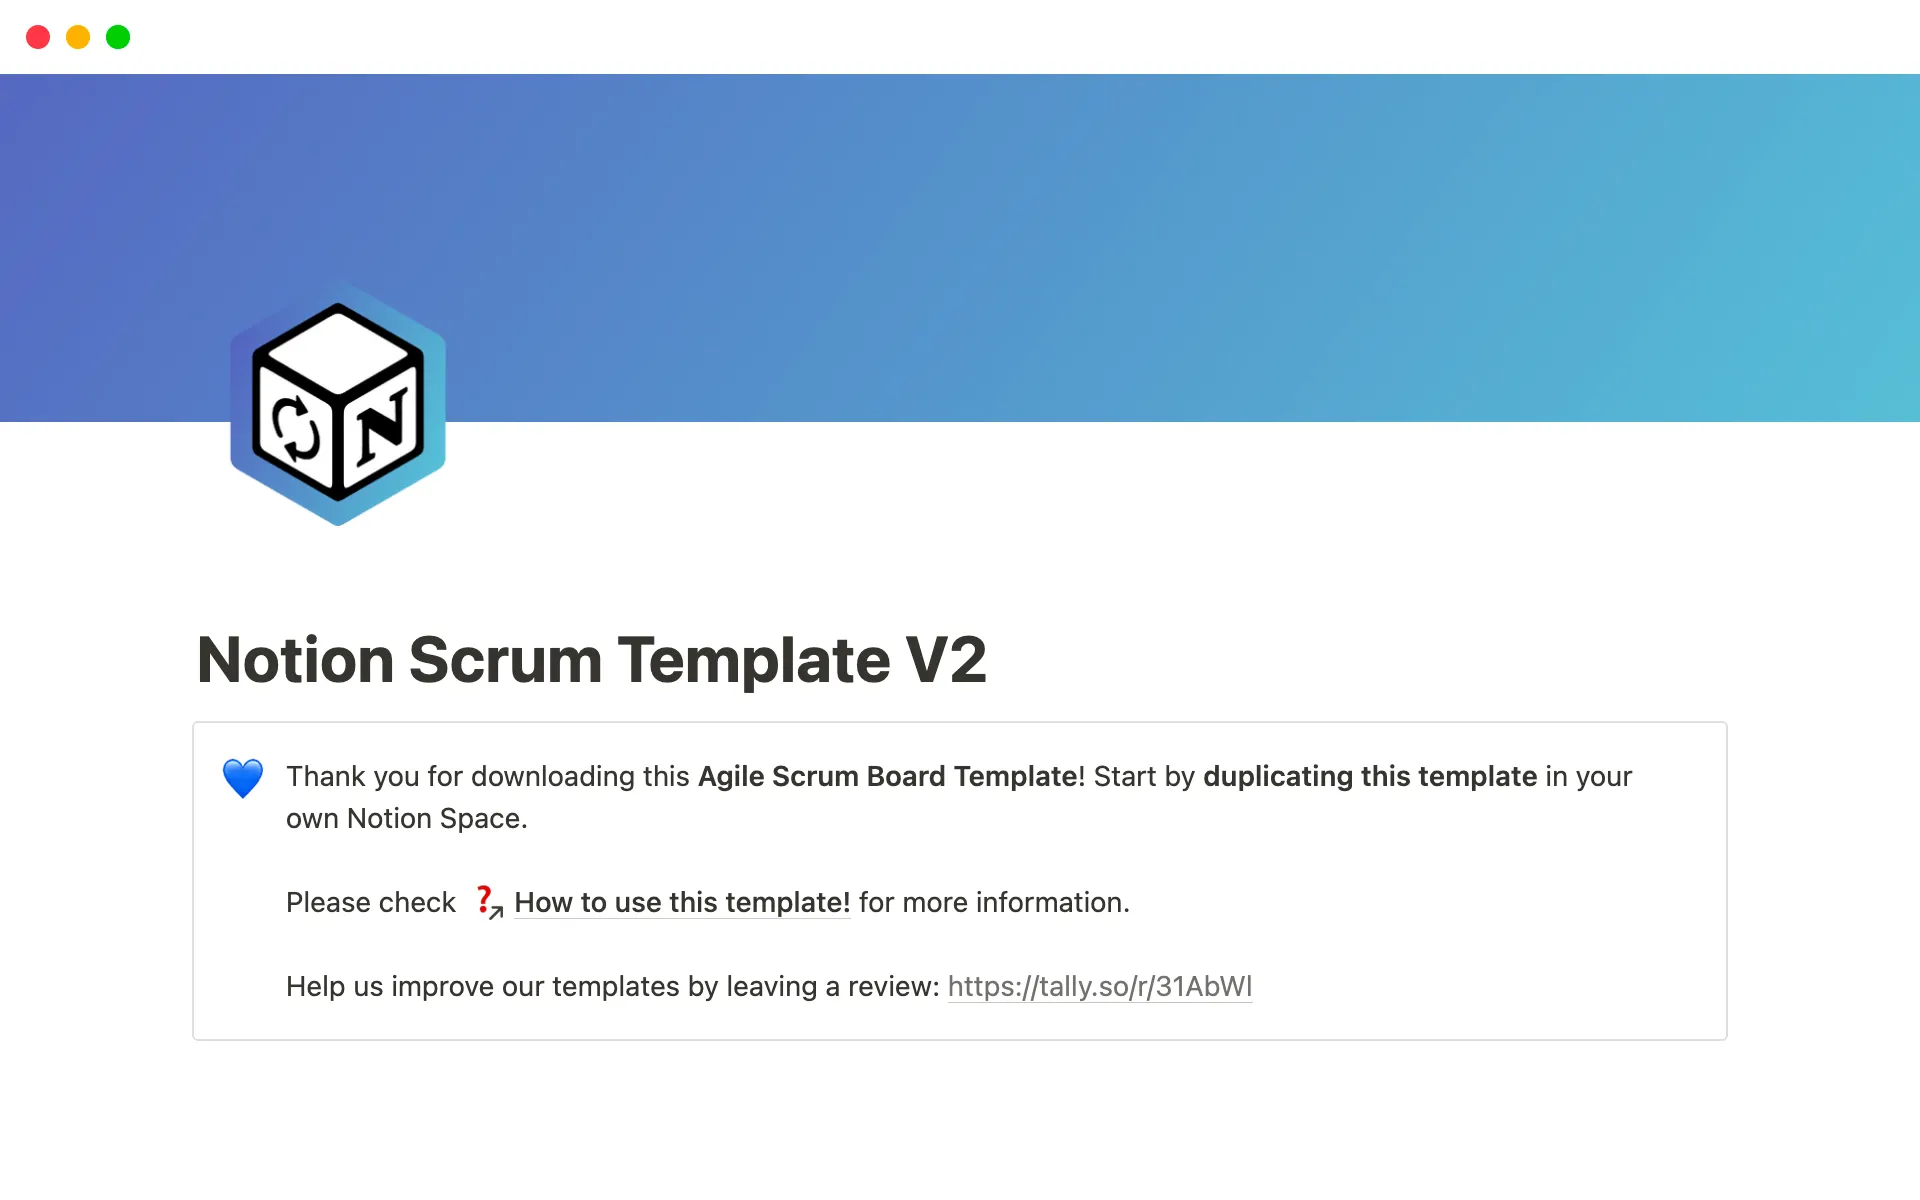 N
Notion Scrum Template V2
💙 Thank you for downloading this Agile Scrum Board Template! Start by duplicating this template in your
own Notion Space.
Please check ❓ How to use this template! for more information.
Help us improve our templates by leaving a review: https://tally.so/r/31AbWl